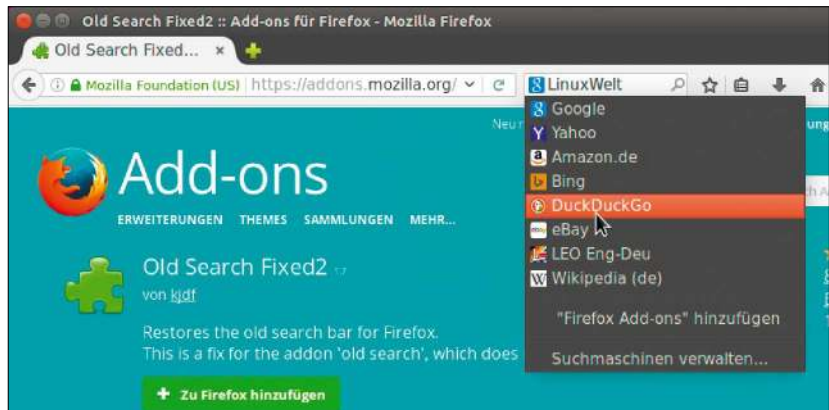 Old Search Fixed2 :: Add-ons für Firefox - Mozilla Firefox
Old Search Fixed...
Mozilla Foundation (US) https://addons.mozilla.org/
LinuxWelt
Google
Yahoo
Amazon.de
Bing
DuckDuckGo
eBay
LEO Eng-Deu
Wikipedia (de)
"Firefox Add-ons" hinzufügen
Suchmaschinen verwalten...
Add-ons
ERWEITERUNGEN THEMES SAMMLUNGEN MEHR...
Old Search Fixed2
von kjdf
Restores the old search bar for Firefox.
This is a fix for the addon 'old search', which does
Zu Firefox hinzufügen